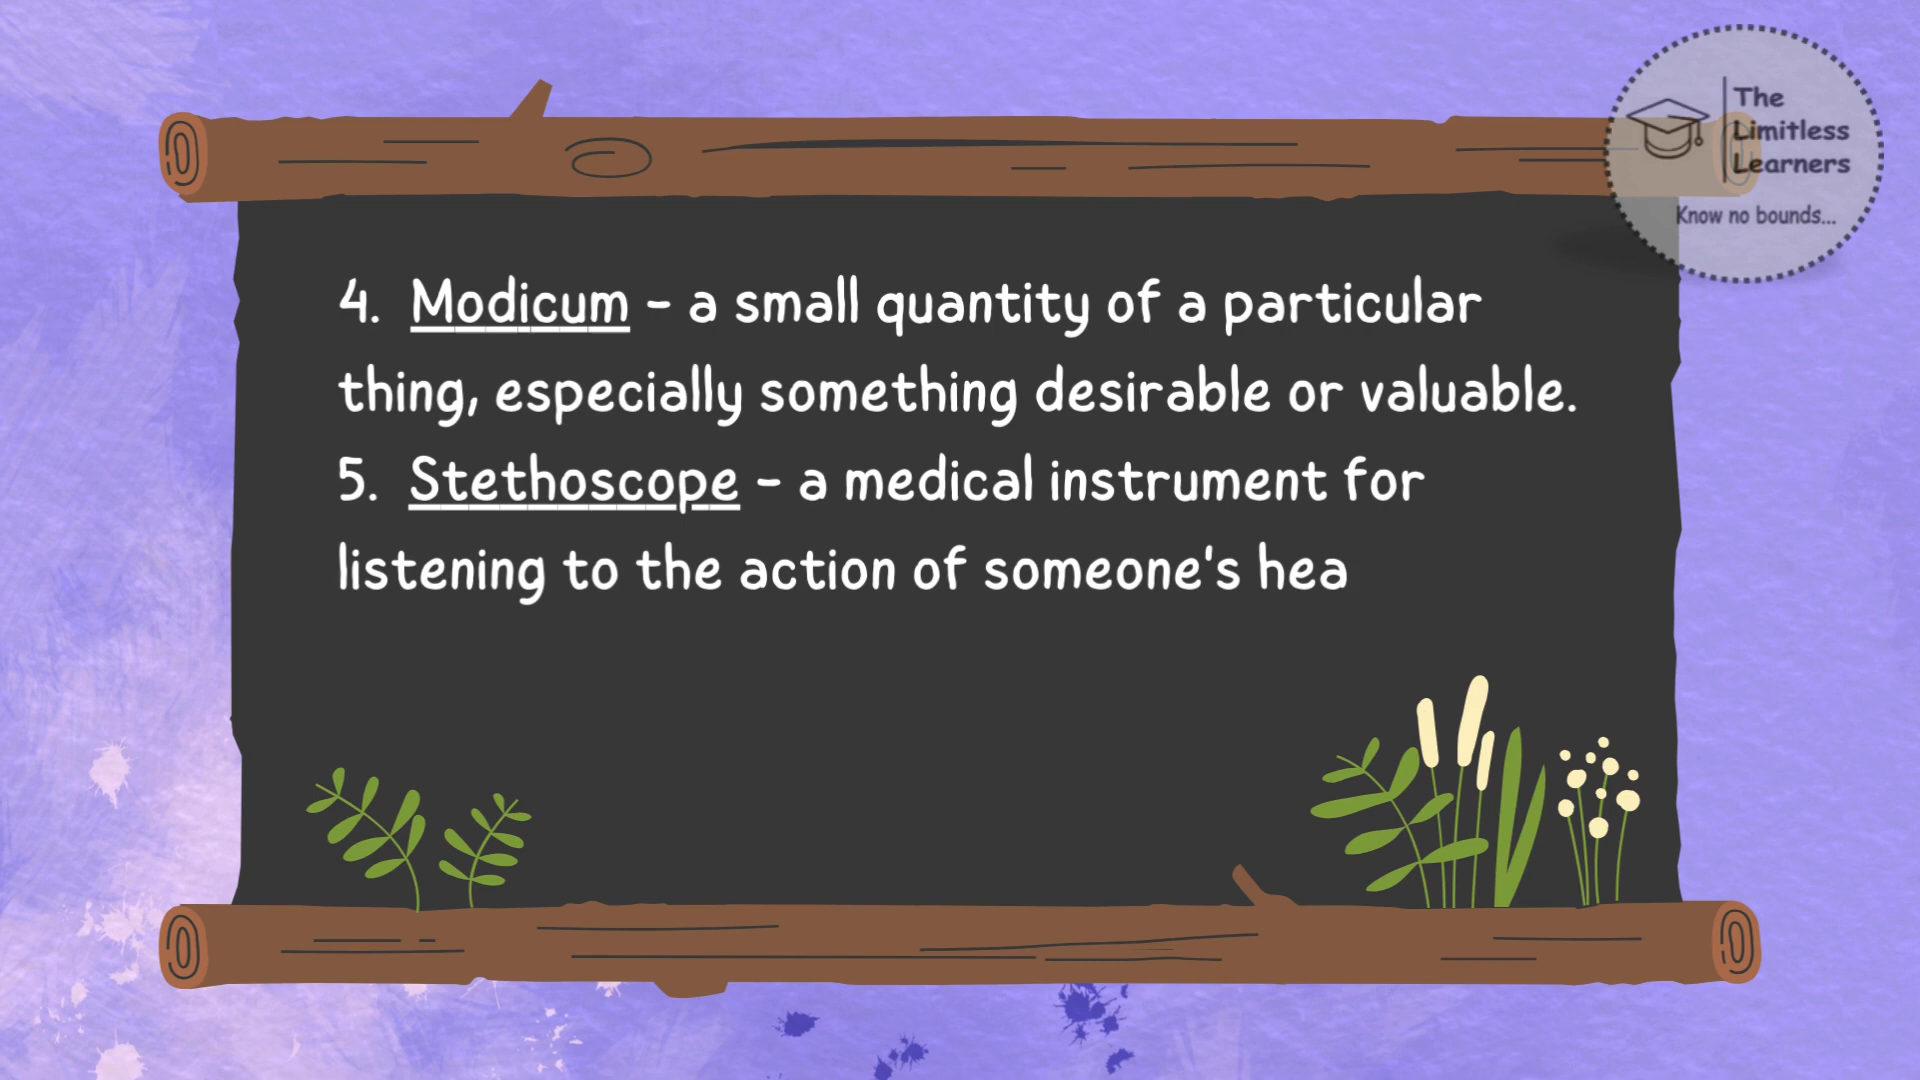 The
Limitless
Learners
Know no bounds...
4. Modicum - a small quantity of a particular
thing, especially something desirable or valuable.
5. Stethoscope - a medical instrument for
listening to the action of someone's hea